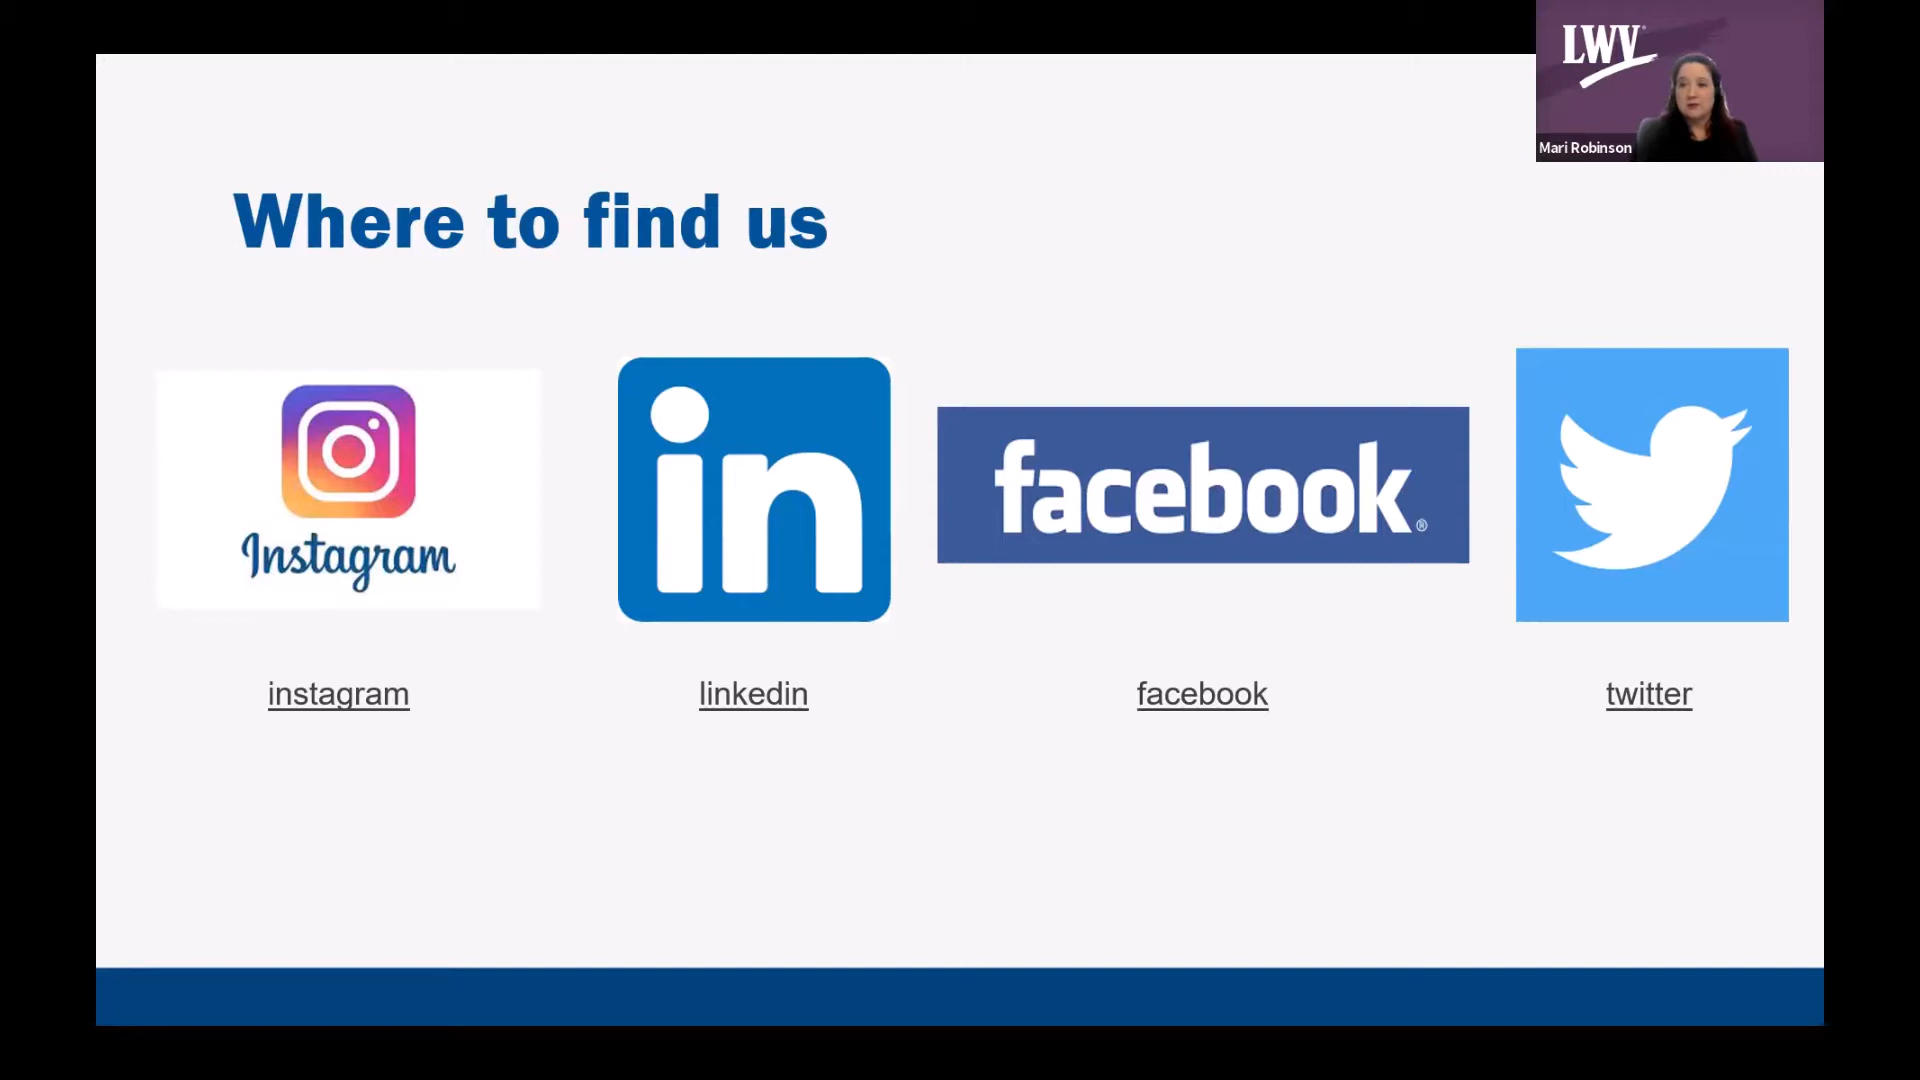 LWV
Mari Robinson
Where to find us
Instagram
in
facebook®
instagram
linkedin
facebook
twitter